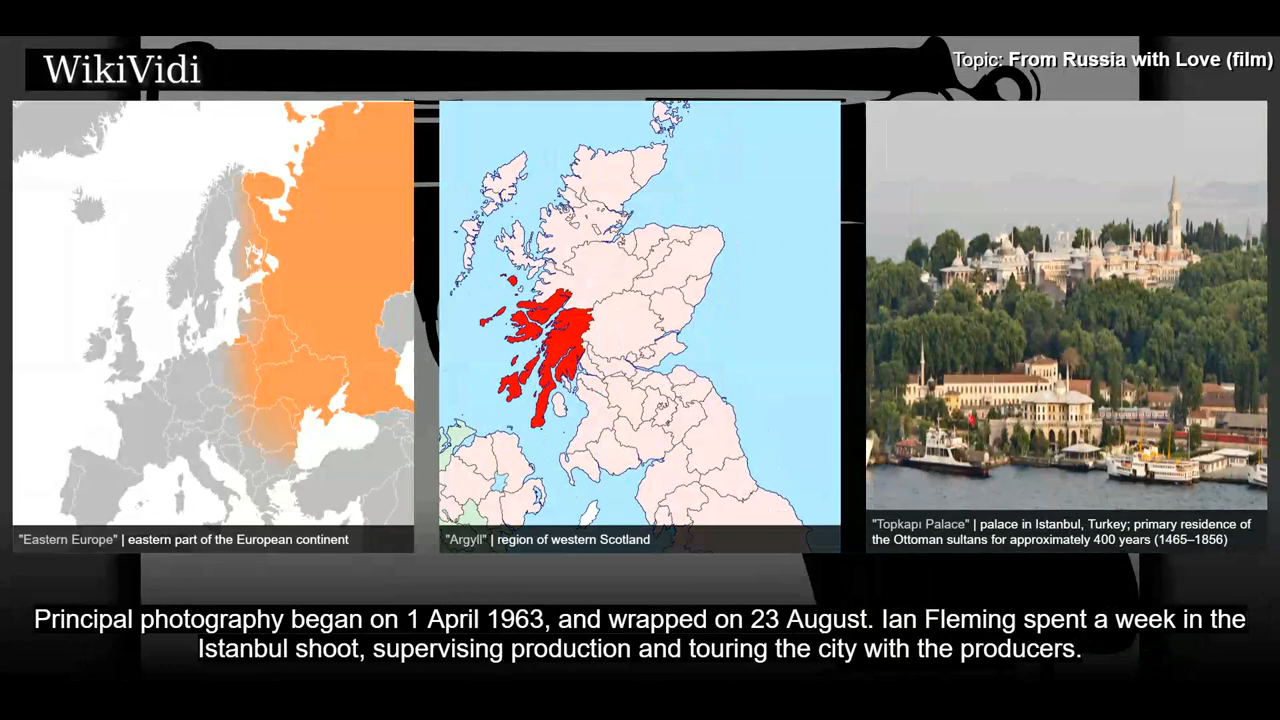 WikiVidi
Topic: From Russia with Love (film)
"Eastern Europe" | eastern part of the European continent
"Argyll" | region of western Scotland
"Topkapı Palace" | palace in Istanbul, Turkey; primary residence of
the Ottoman sultans for approximately 400 years (1465–1856)
Principal photography began on 1 April 1963, and wrapped on 23 August. Ian Fleming spent a week in the
Istanbul shoot, supervising production and touring the city with the producers.